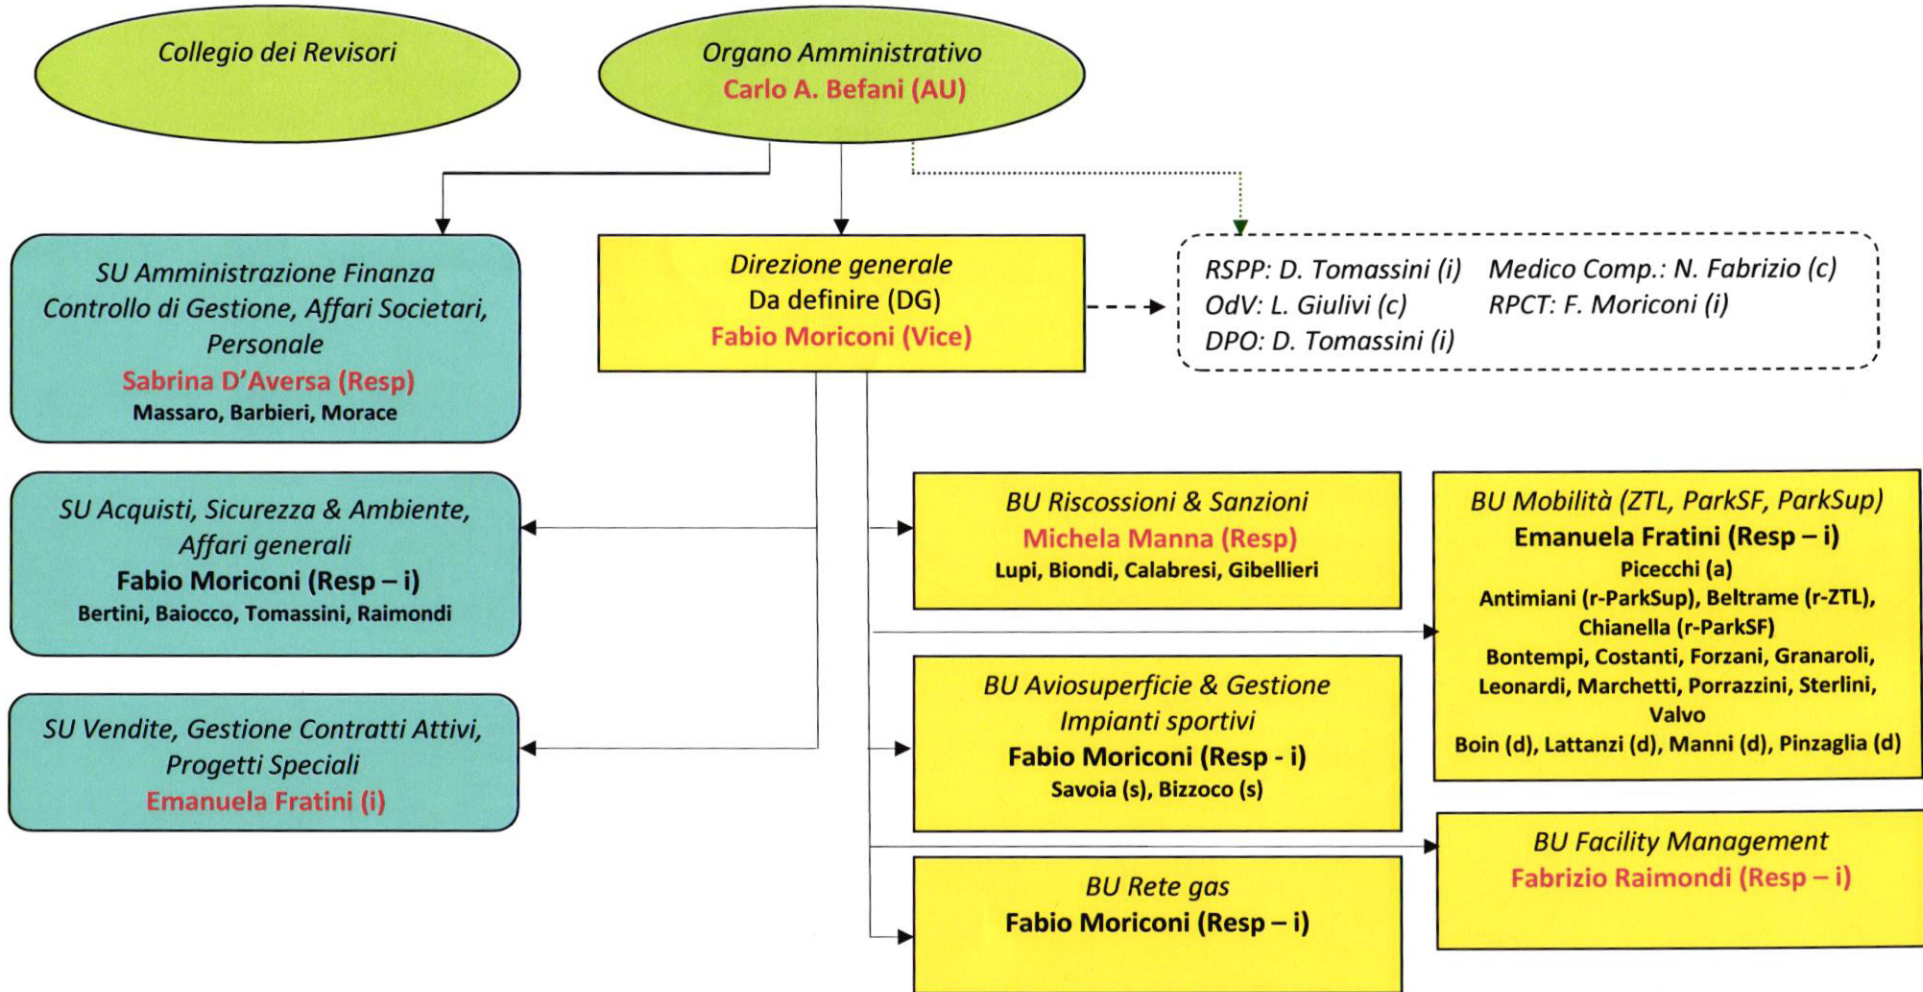 Collegio dei Revisori
Organo Amministrativo
Carlo A. Befani (AU)
SU Amministrazione Finanza
Controllo di Gestione, Affari Societari,
Personale
Sabrina D'Aversa (Resp)
Massaro, Barbieri, Morace
Direzione generale
Da definire (DG)
Fabio Moriconi (Vice)
RSPP: D. Tomassini (i) Medico Comp.: N. Fabrizio (c)
OdV: L. Giulivi (c) RPCT: F. Moriconi (i)
DPO: D. Tomassini (i)
SU Acquisti, Sicurezza & Ambiente,
Affari generali
Fabio Moriconi (Resp – i)
Bertini, Baiocco, Tomassini, Raimondi
BU Riscossioni & Sanzioni
Michela Manna (Resp)
Lupi, Biondi, Calabresi, Gibellieri
BU Mobilità (ZTL, ParkSF, ParkSup)
Emanuela Fratini (Resp – i)
Picecchi (a)
Antimiani (r-ParkSup), Beltrame (r-ZTL),
Chianella (r-ParkSF)
Bontempi, Costanti, Forzani, Granaroli,
Leonardi, Marchetti, Porrazzini, Sterlini,
Valvo
Boin (d), Lattanzi (d), Manni (d), Pinzaglia (d)
SU Vendite, Gestione Contratti Attivi,
Progetti Speciali
Emanuela Fratini (i)
BU Aviosuperficie & Gestione
Impianti sportivi
Fabio Moriconi (Resp - i)
Savoia (s), Bizzoco (s)
BU Facility Management
Fabrizio Raimondi (Resp – i)
BU Rete gas
Fabio Moriconi (Resp – i)